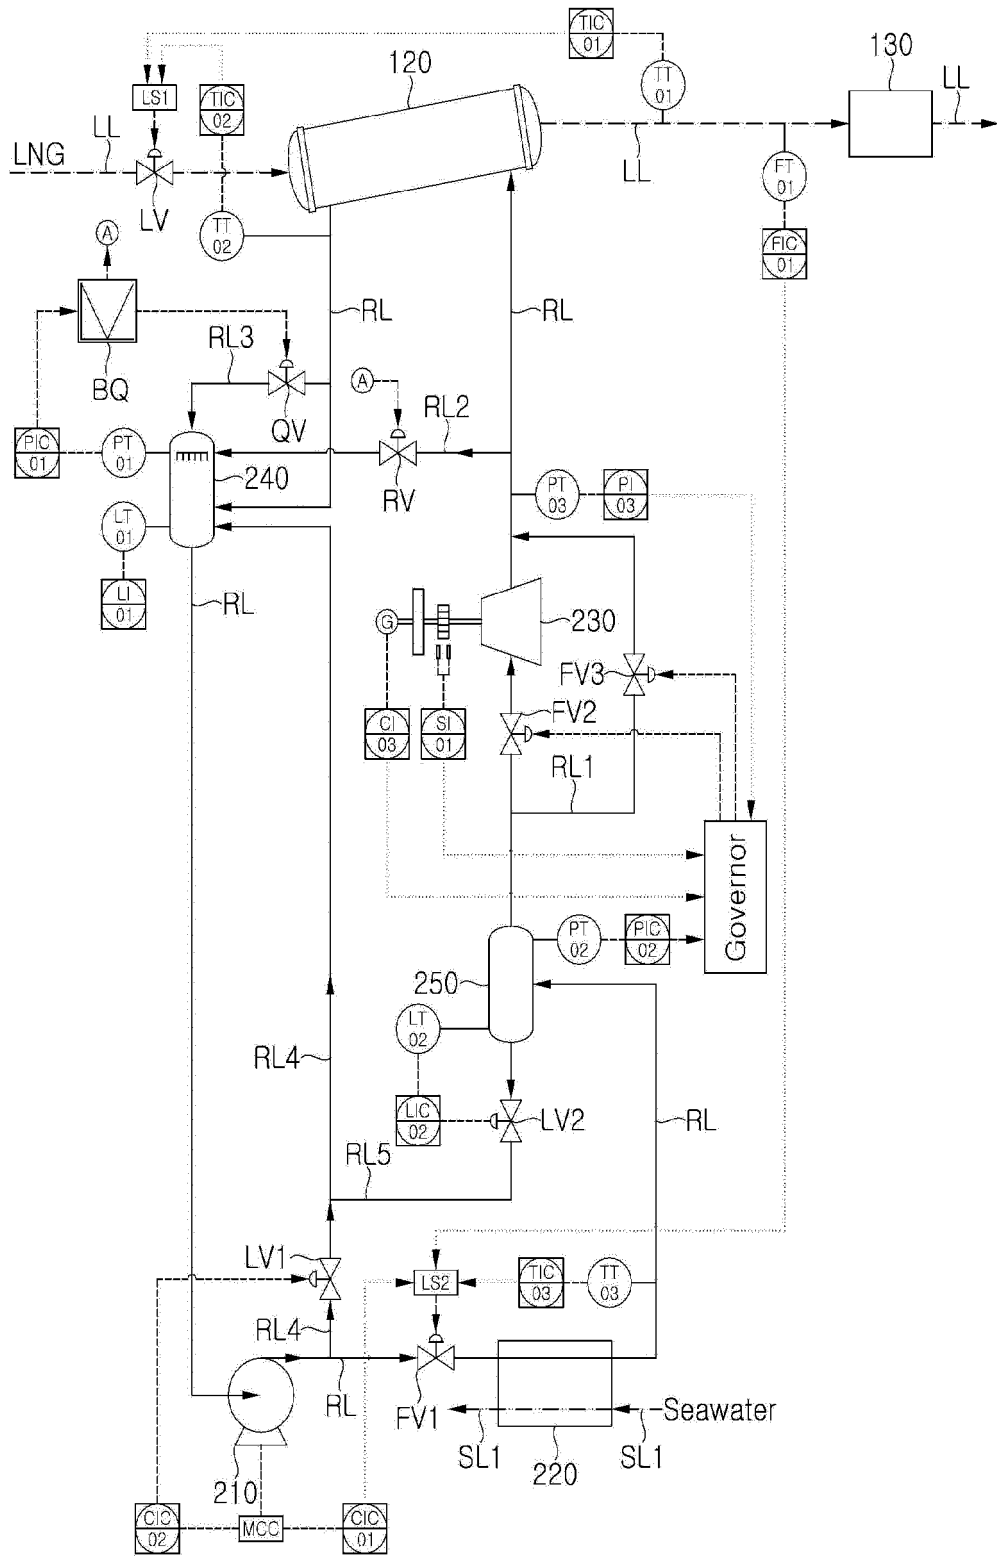 TIC
01
130
120
TT
01
LL
LS1
TIC
02
LL
LNG
LL
FT
01
LV
TT
02
A
FIC
01
RL
RL
RL3
BQ
A
RL2
QV
PIC
01
PT
01
240
RV
PT
03
PI
03
LT
01
LI
01
RL
G
230
FV3
CI
03
SI
01
FV2
RL1
Governor
PT
02
PIC
02
250
LT
02
RL4
LIC
02
LV2
RL
RL5
LV1
LS2
TIC
03
TT
03
RL4
RL
FV1
Seawater
SL1
220
SL1
210
CIC
02
MCC
CIC
01